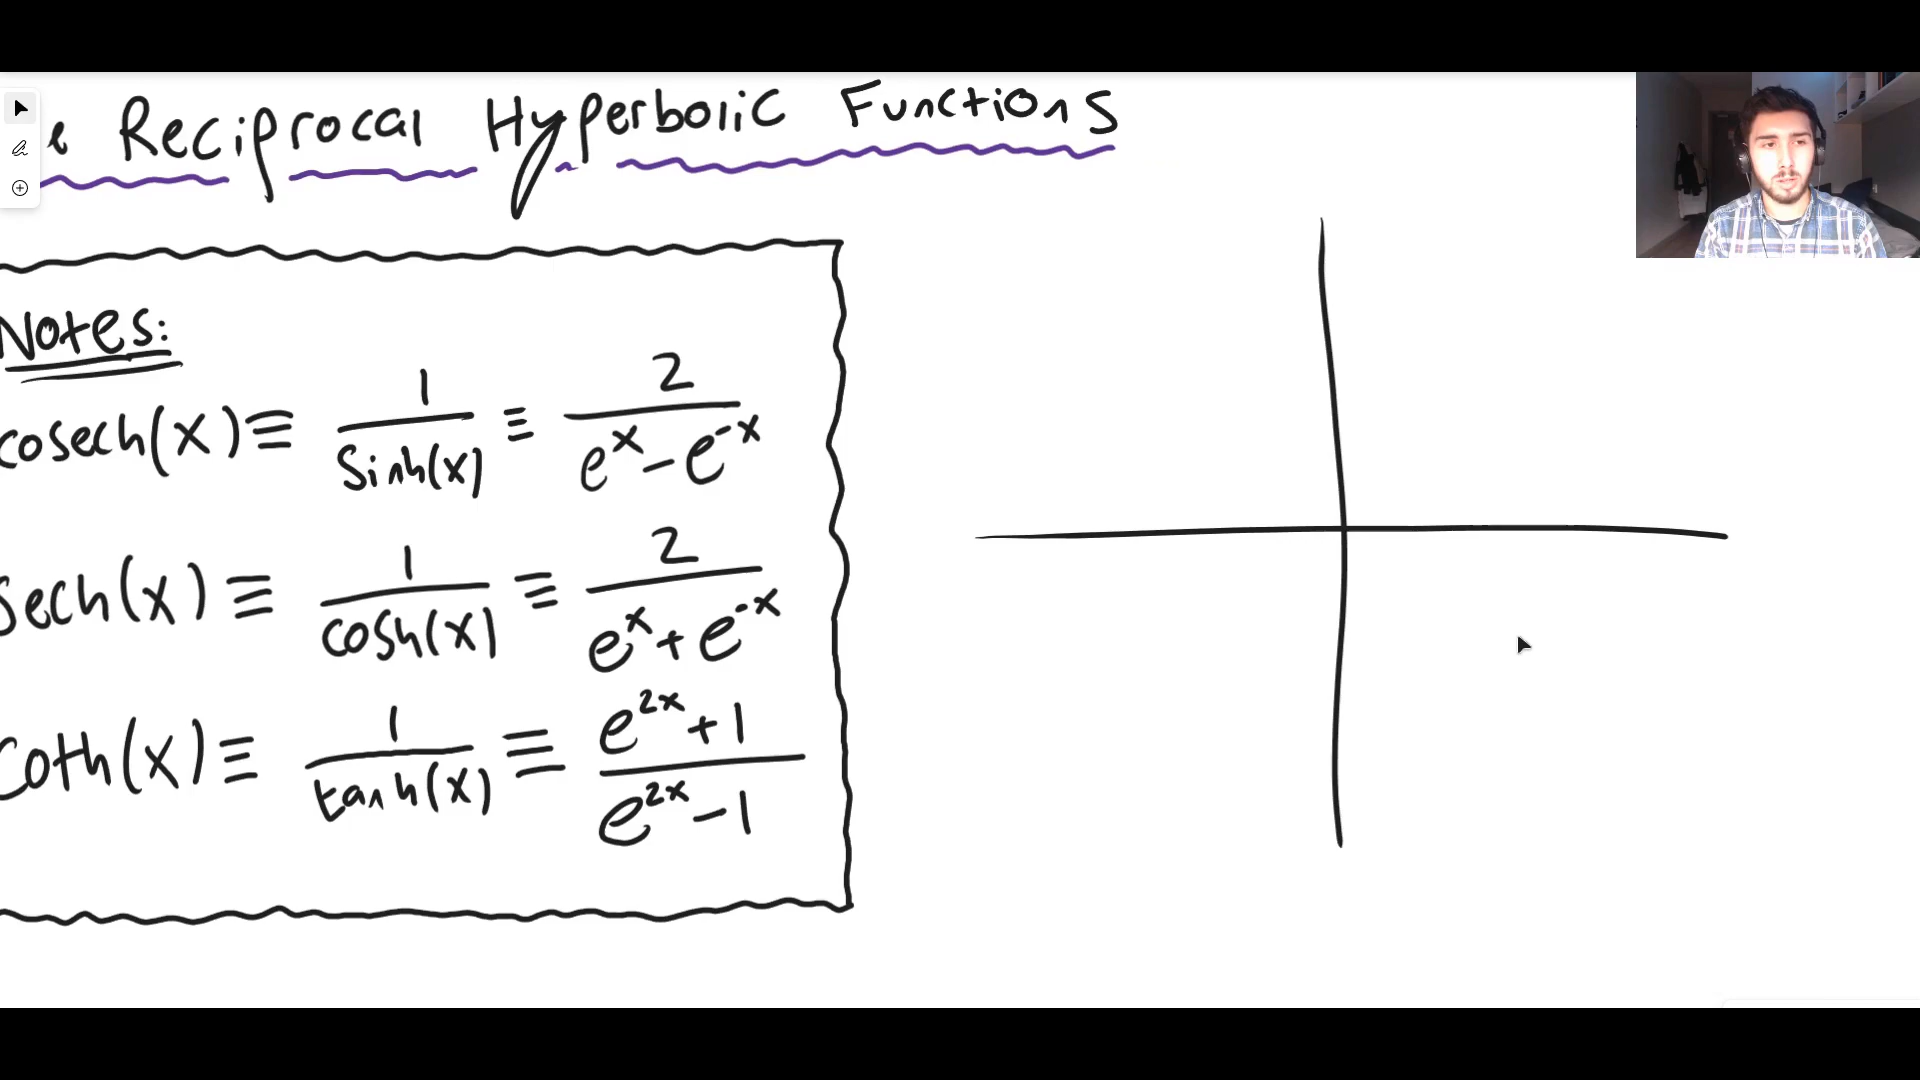 e Reciprocal Hyperbolic Functions
Notes:
cosech(x) ≡ 1/sinh(x) ≡ 2/(e^x - e^-x)
sech(x) ≡ 1/cosh(x) ≡ 2/(e^x + e^-x)
coth(x) ≡ 1/tanh(x) ≡ (e^2x + 1)/(e^2x - 1)